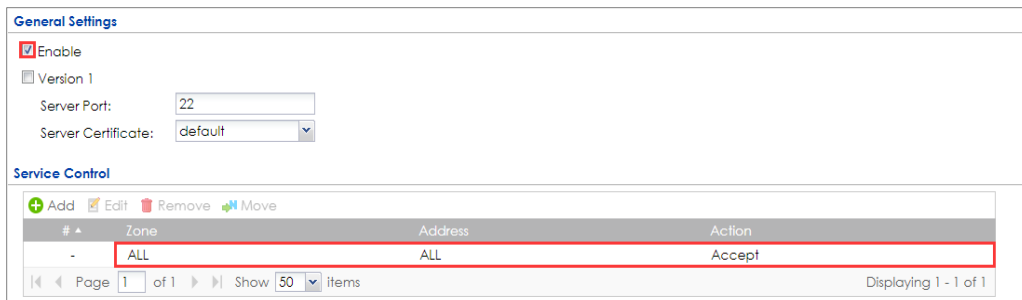 General Settings
Enable
Version 1
Server Port: 22
Server Certificate: default
Service Control
Add Edit Remove Move
# Zone Address Action
- ALL ALL Accept
Page 1 of 1 Show 50 items Displaying 1 - 1 of 1